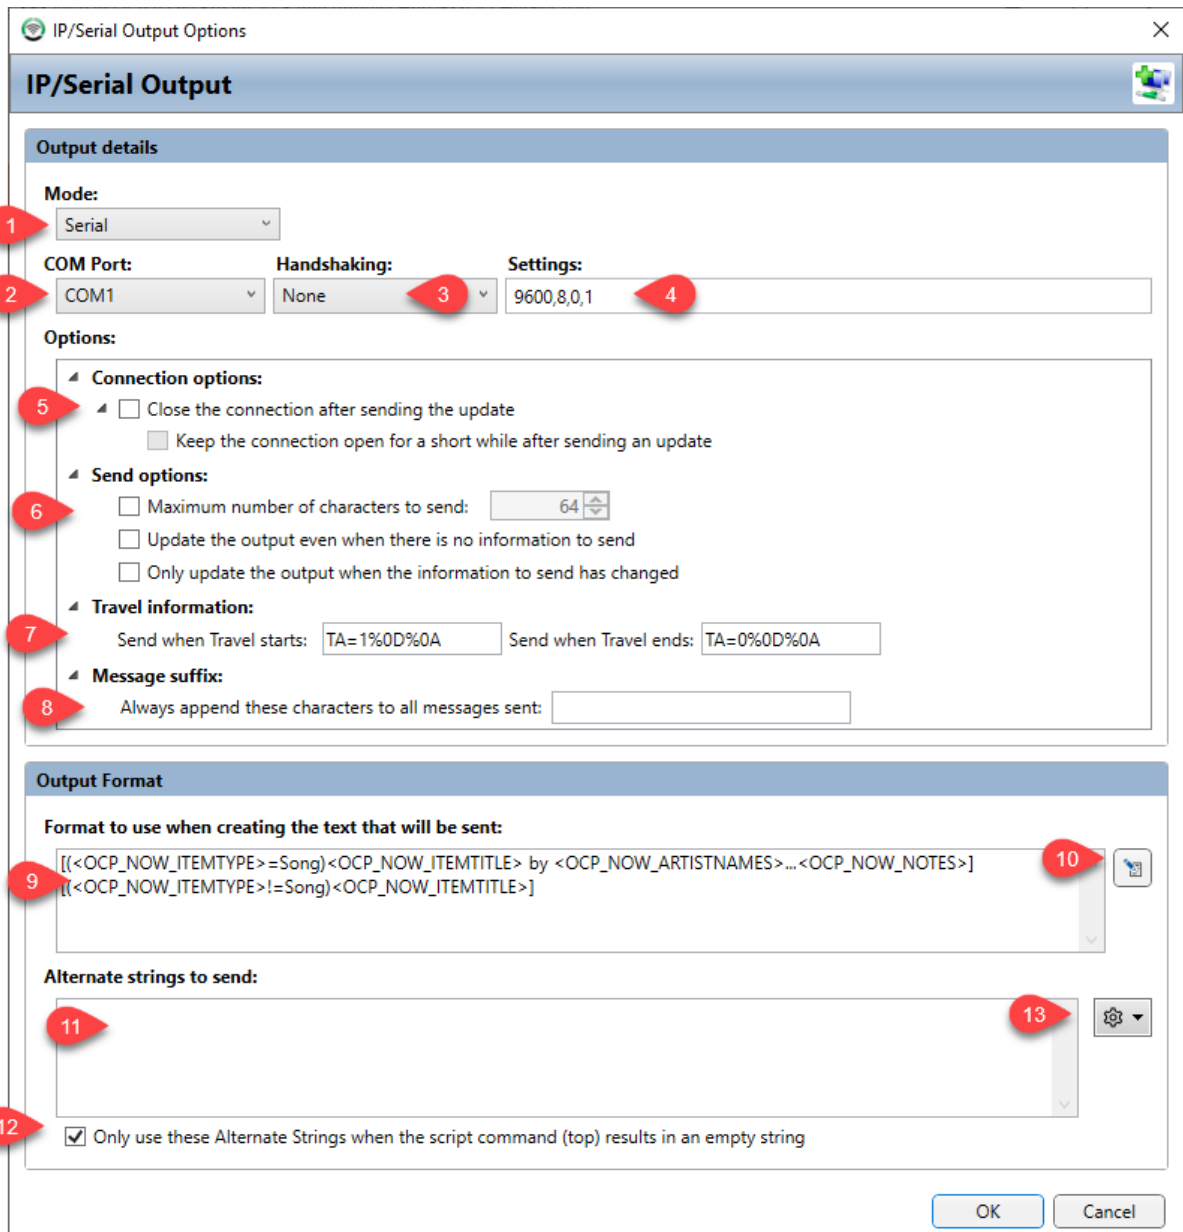 IP/Serial Output Options
IP/Serial Output
Output details
Mode:
1 Serial
COM Port: Handshaking: Settings:
2 COM1 None 3 9600,8,0,1 4
Options:
Connection options:
5 Close the connection after sending the update
Keep the connection open for a short while after sending an update
Send options:
6 Maximum number of characters to send: 64
Update the output even when there is no information to send
Only update the output when the information to send has changed
Travel information:
7 Send when Travel starts: TA=1%0D%0A Send when Travel ends: TA=0%0D%0A
Message suffix:
8 Always append these characters to all messages sent:
Output Format
Format to use when creating the text that will be sent:
[(<OCP_NOW_ITEMTYPE>=Song)<OCP_NOW_ITEMTITLE> by <OCP_NOW_ARTISTNAMES>...<OCP_NOW_NOTES>] 10
9 [(<OCP_NOW_ITEMTYPE>!=Song)<OCP_NOW_ITEMTITLE>]
Alternate strings to send:
11 13
12 Only use these Alternate Strings when the script command (top) results in an empty string
OK Cancel